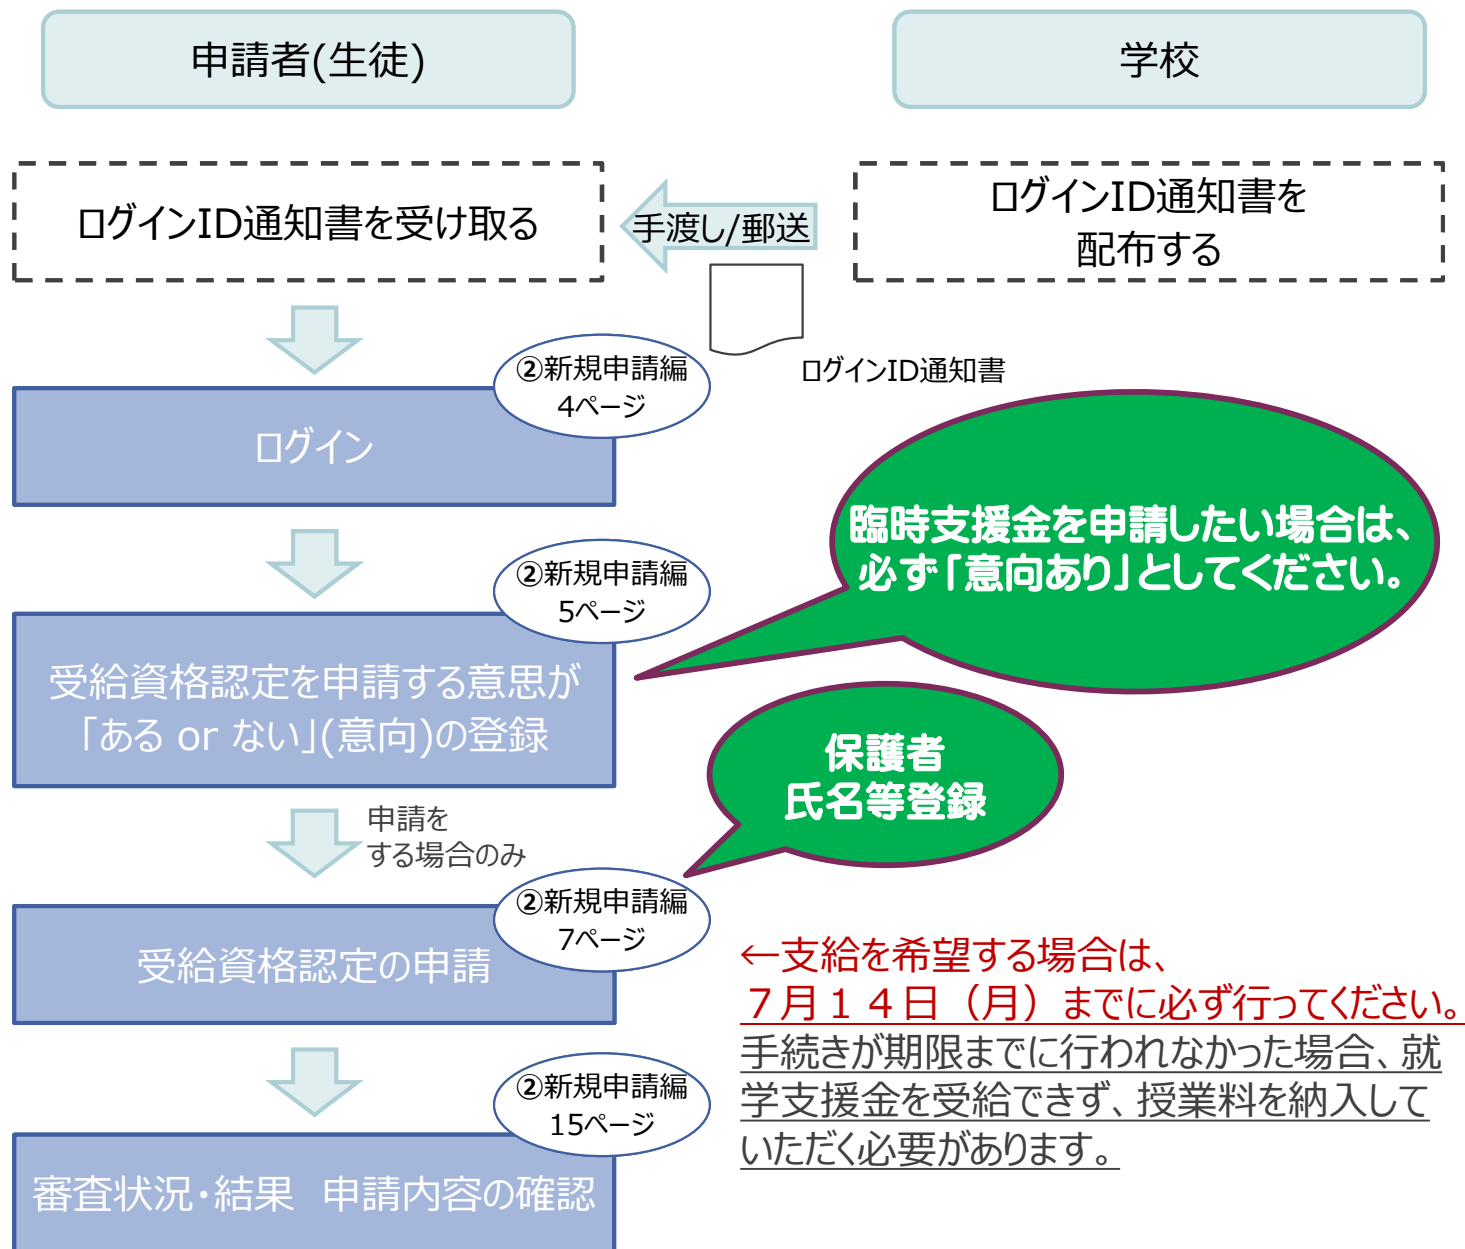 申請者(生徒)
学校
ログインID通知書を受け取る
手渡し/郵送
ログインID通知書を
配布する
ログインID通知書
②新規申請編
4ページ
ログイン
臨時支援金を申請したい場合は、
必ず「意向あり」としてください。
②新規申請編
5ページ
受給資格認定を申請する意思が
「ある or ない」(意向)の登録
保護者
氏名等登録
申請を
する場合のみ
②新規申請編
7ページ
受給資格認定の申請
←支給を希望する場合は、
７月１４日（月）までに必ず行ってください。
手続きが期限までに行われなかった場合、就
学支援金を受給できず、授業料を納入して
いただく必要があります。
②新規申請編
15ページ
審査状況・結果　申請内容の確認